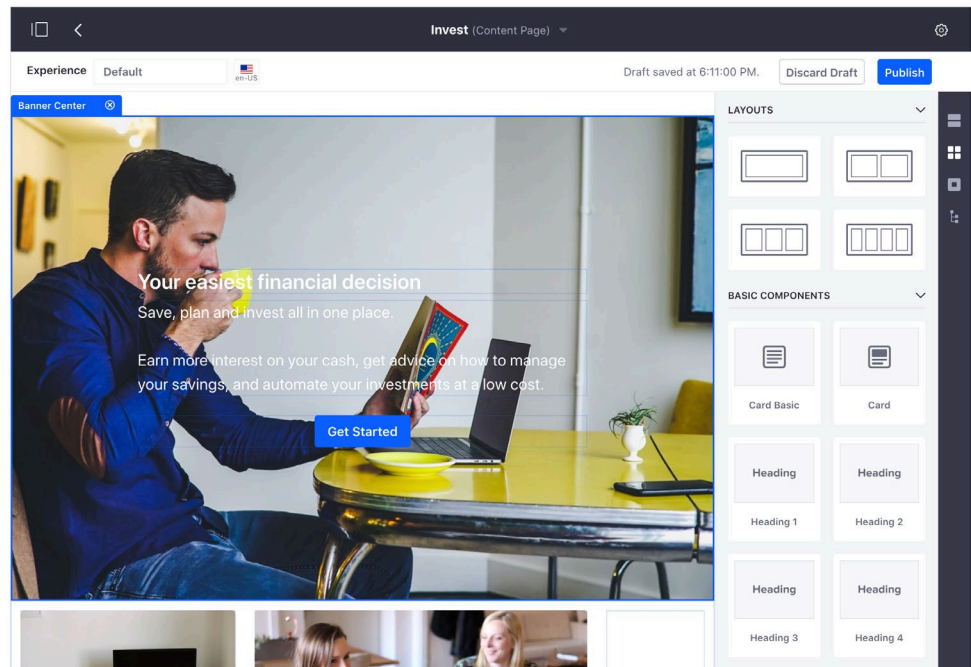 Invest (Content Page)
Experience Default en-US Draft saved at 6:11:00 PM. Discard Draft Publish
Banner Center
Your easiest financial decision
Save, plan and invest all in one place.
Earn more interest on your cash, get advice on how to manage
your savings, and automate your investments at a low cost.
Get Started
LAYOUTS
BASIC COMPONENTS
Card Basic Card
Heading Heading
Heading 1 Heading 2
Heading Heading
Heading 3 Heading 4